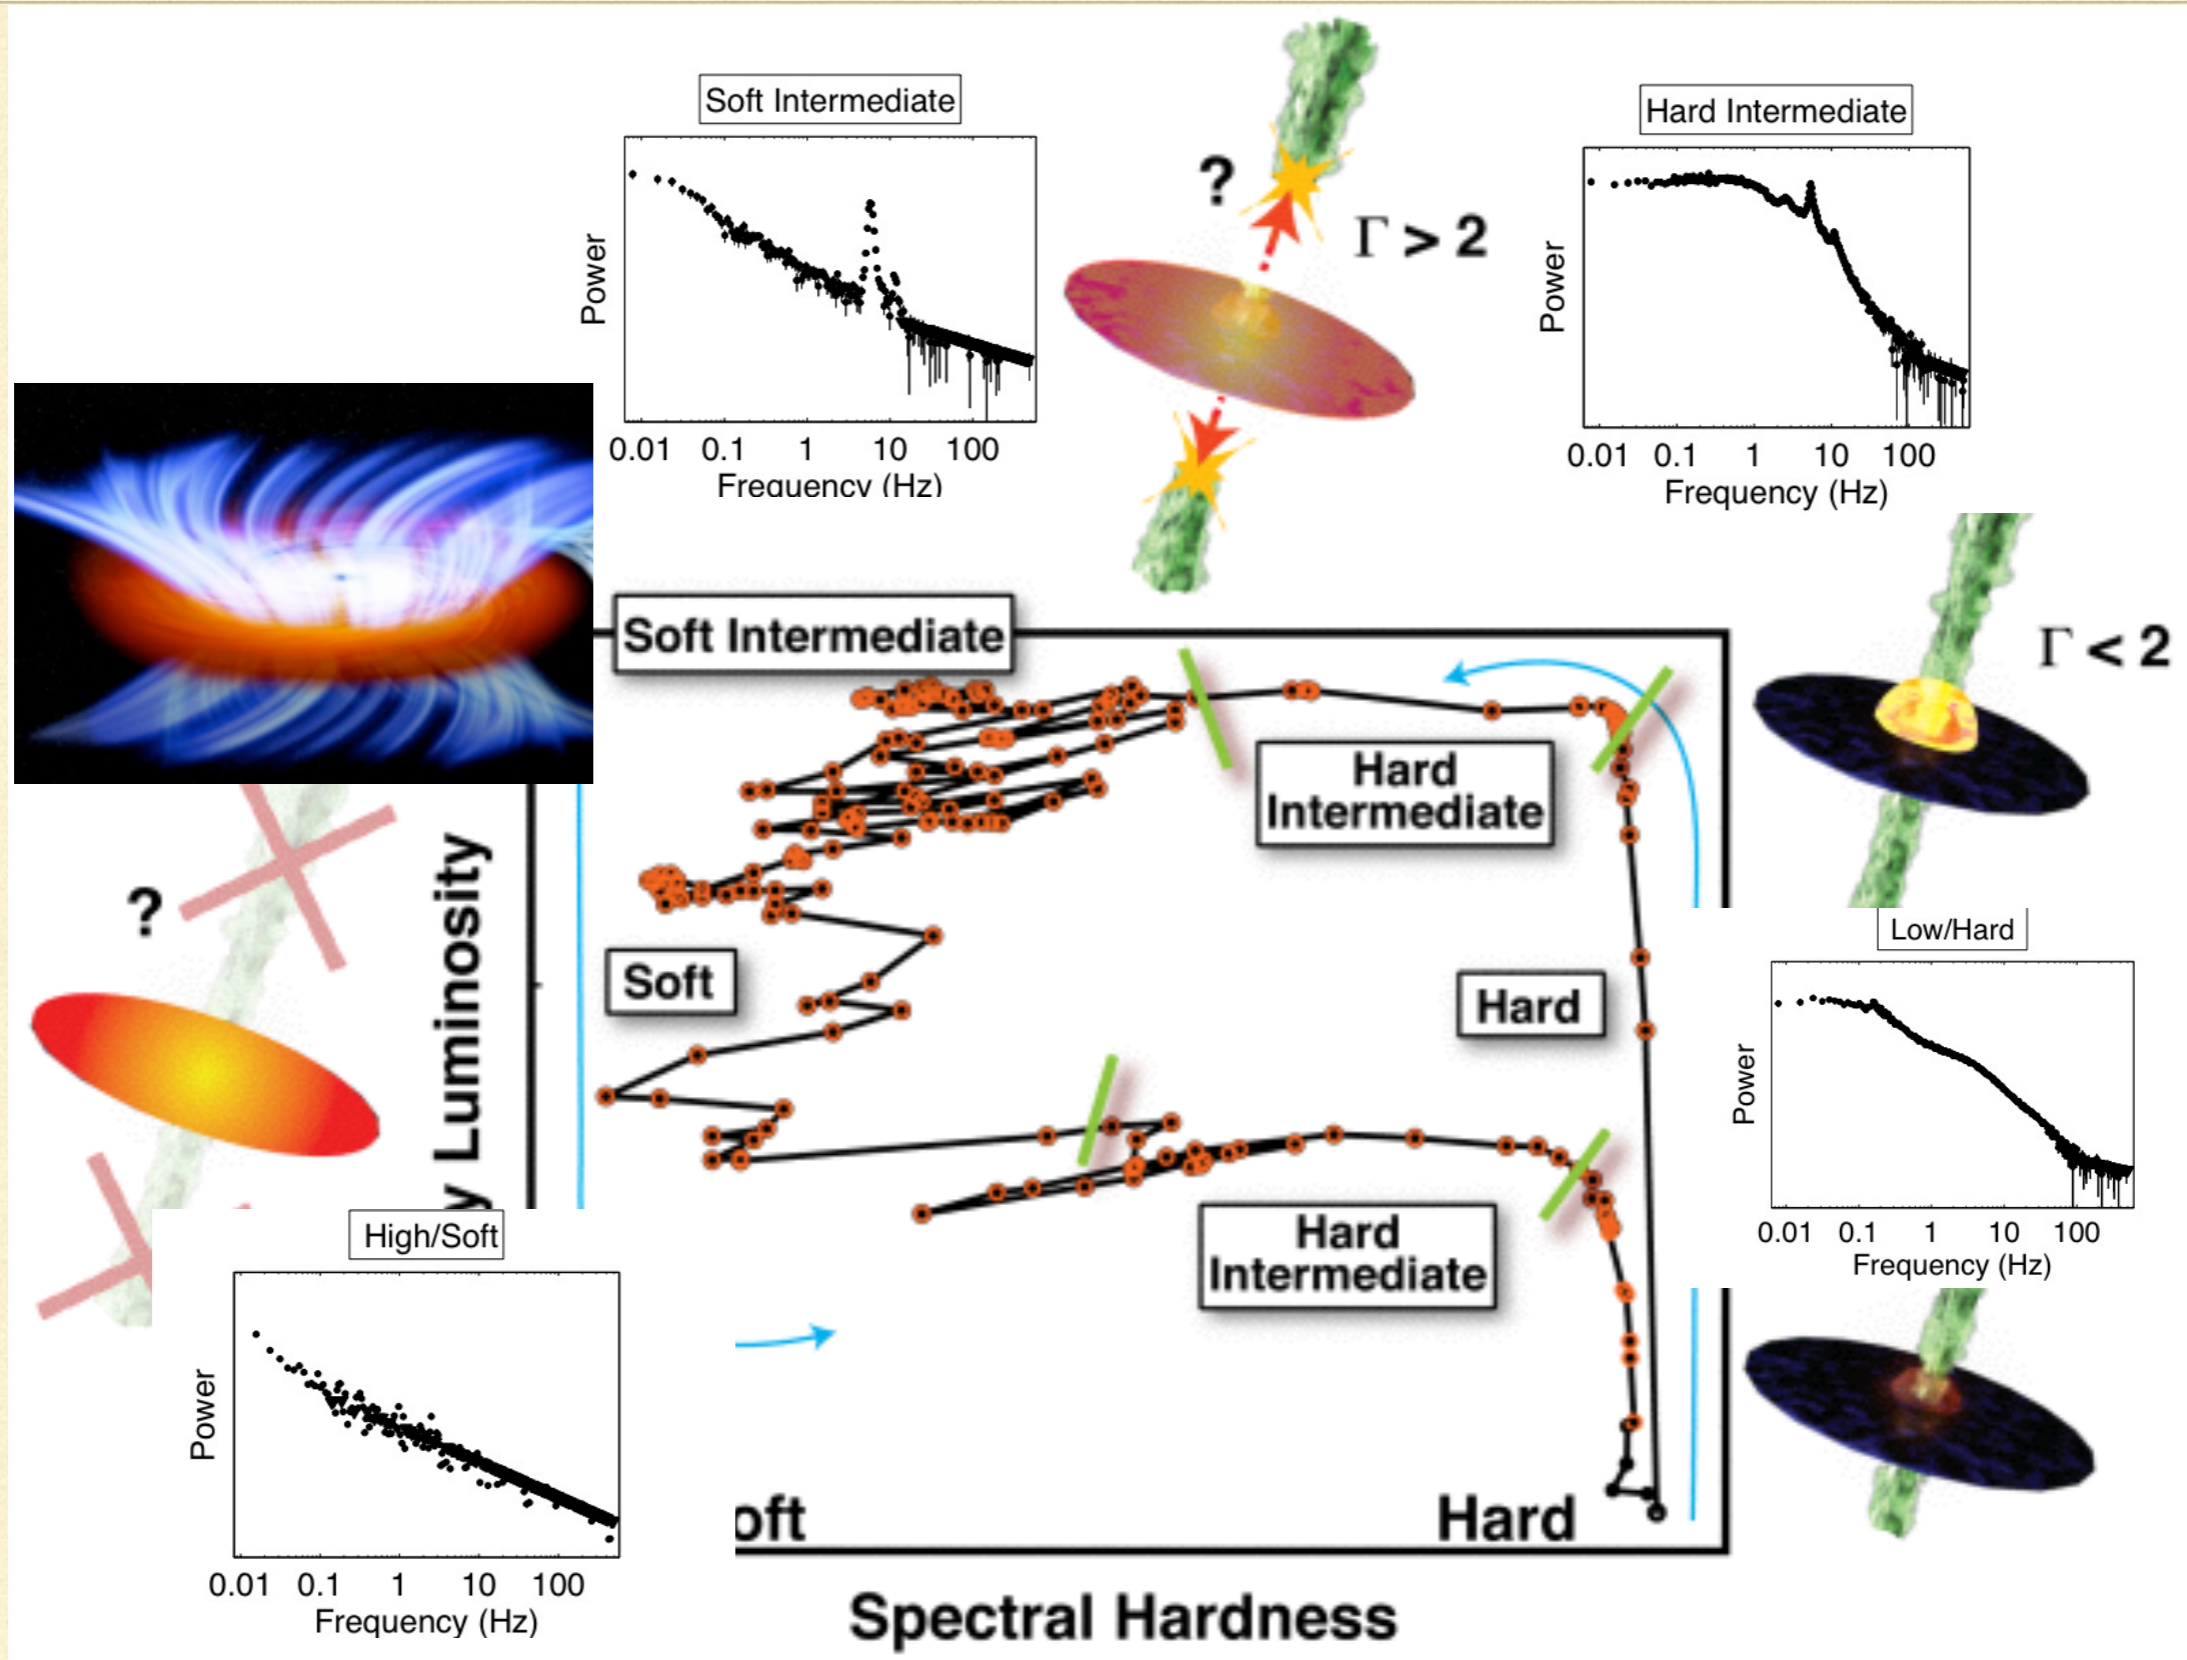 Soft Intermediate
Power
0.01 0.1 1 10 100
Frequency (Hz)
?
Γ > 2
Hard Intermediate
Power
0.01 0.1 1 10 100
Frequency (Hz)
Γ < 2
Soft Intermediate
Hard
Intermediate
?
y Luminosity
Soft
Hard
Low/Hard
Power
0.01 0.1 1 10 100
Frequency (Hz)
Hard
Intermediate
High/Soft
Power
0.01 0.1 1 10 100
Frequency (Hz)
oft
Hard
Spectral Hardness